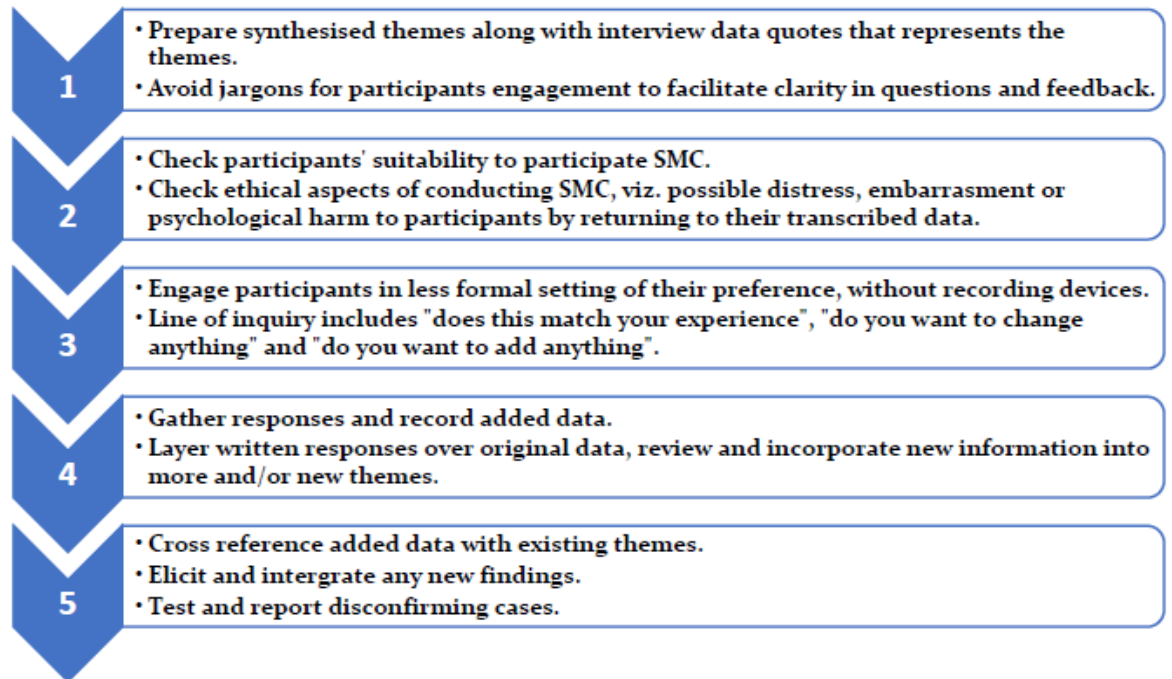 • Prepare synthesised themes along with interview data quotes that represents the
themes.
1
• Avoid jargons for participants engagement to facilitate clarity in questions and feedback.
• Check participants' suitability to participate SMC.
• Check ethical aspects of conducting SMC, viz. possible distress, embarrasment or
2
psychological harm to participants by returning to their transcribed data.
• Engage participants in less formal setting of their preference, without recording devices.
• Line of inquiry includes "does this match your experience", "do you want to change
3
anything" and "do you want to add anything".
• Gather responses and record added data.
• Layer written responses over original data, review and incorporate new information into
4
more and/or new themes.
• Cross reference added data with existing themes.
• Elicit and intergrate any new findings.
5
• Test and report disconfirming cases.